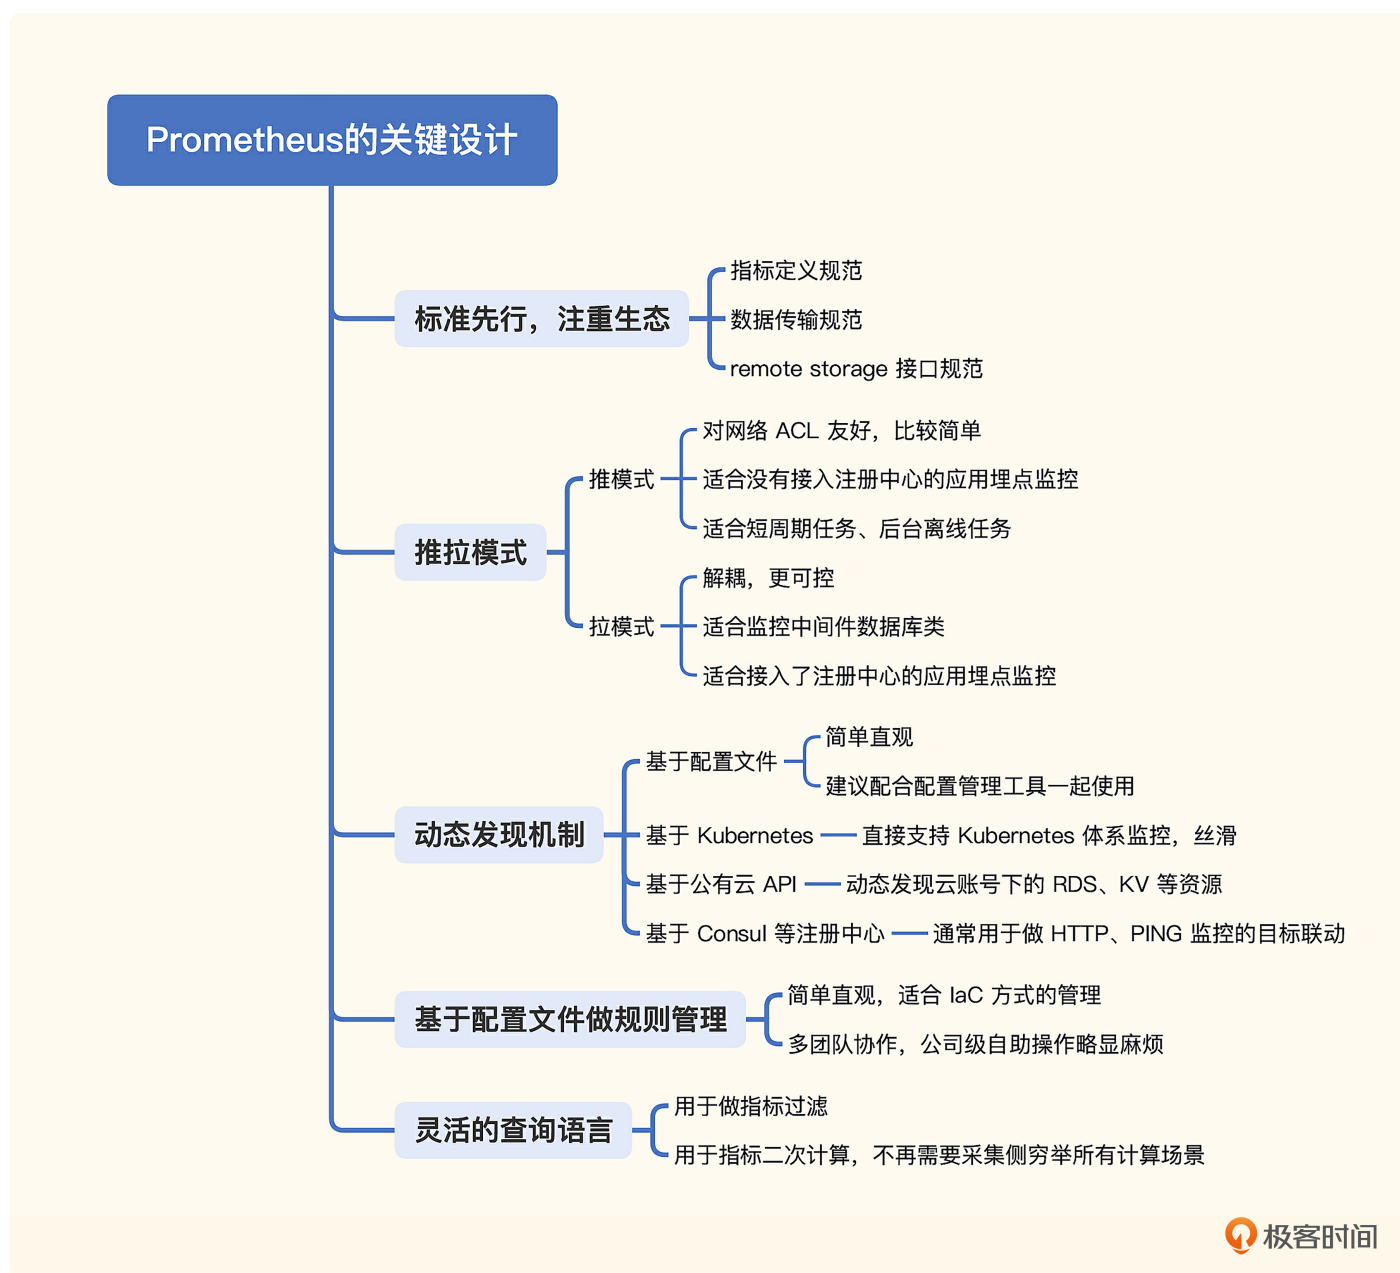 Prometheus的关键设计
标准先行，注重生态
指标定义规范
数据传输规范
remote storage 接口规范
推拉模式
推模式
对网络 ACL 友好，比较简单
适合没有接入注册中心的应用埋点监控
适合短周期任务、后台离线任务
拉模式
解耦，更可控
适合监控中间件数据库类
适合接入了注册中心的应用埋点监控
动态发现机制
基于配置文件
简单直观
建议配合配置管理工具一起使用
基于 Kubernetes
直接支持 Kubernetes 体系监控，丝滑
基于公有云 API
动态发现云账号下的 RDS、KV 等资源
基于 Consul 等注册中心
通常用于做 HTTP、PING 监控的目标联动
基于配置文件做规则管理
简单直观，适合 IaC 方式的管理
多团队协作，公司级自助操作略显麻烦
灵活的查询语言
用于做指标过滤
用于指标二次计算，不再需要采集侧穷举所有计算场景
极客时间